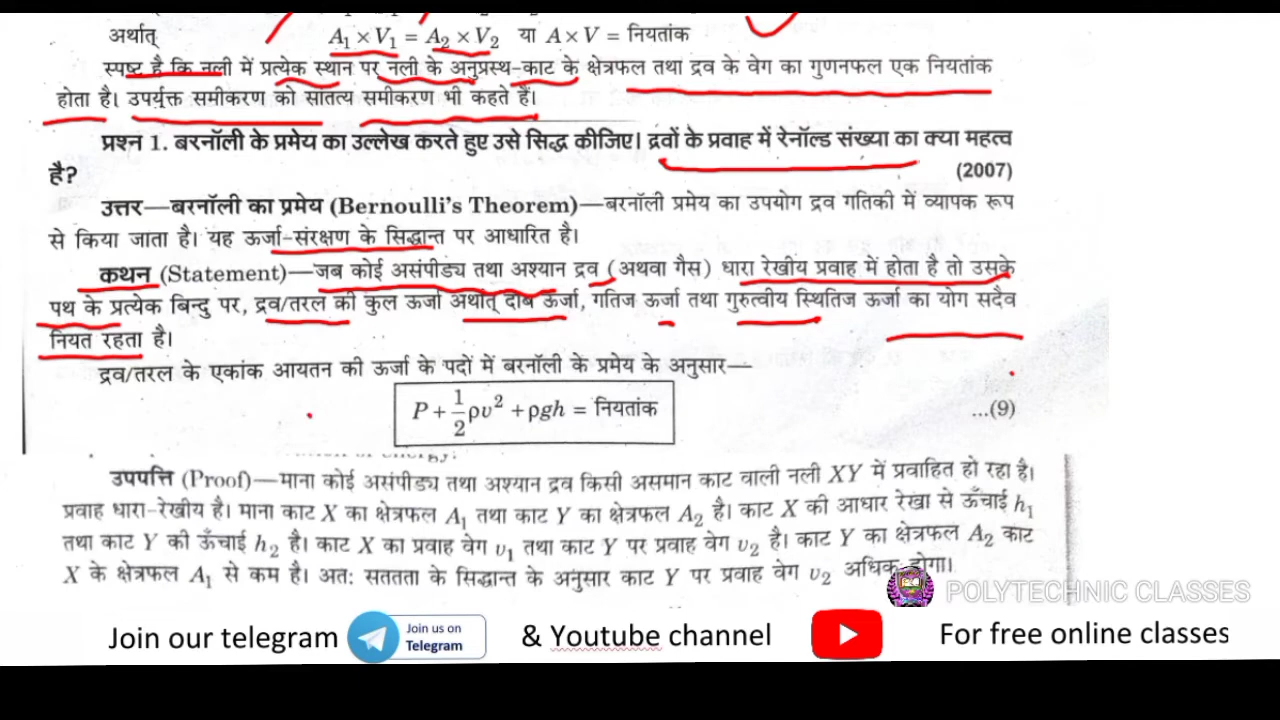 अर्थात् A₁ × V₁ = A₂ × V₂ या A × V = नियतांक
स्पष्ट है कि नली में प्रत्येक स्थान पर नली के अनुप्रस्थ-काट के क्षेत्रफल तथा द्रव के वेग का गुणनफल एक नियतांक
होता है। उपर्युक्त समीकरण को सातत्य समीकरण भी कहते हैं।
प्रश्न 1. बरनॉली के प्रमेय का उल्लेख करते हुए उसे सिद्ध कीजिए। द्रवों के प्रवाह में रेनॉल्ड संख्या का क्या महत्व
है? (2007)
उत्तर—बरनॉली का प्रमेय (Bernoulli's Theorem)—बरनॉली प्रमेय का उपयोग द्रव गतिकी में व्यापक रूप
से किया जाता है। यह ऊर्जा-संरक्षण के सिद्धान्त पर आधारित है।
कथन (Statement)—जब कोई असंपीड्य तथा अश्यान द्रव (अथवा गैस) धारा रेखीय प्रवाह में होता है तो उसके
पथ के प्रत्येक बिन्दु पर, द्रव/तरल की कुल ऊर्जा अर्थात् दाब ऊर्जा, गतिज ऊर्जा तथा गुरुत्वीय स्थितिज ऊर्जा का योग सदैव
नियत रहता है।
द्रव/तरल के एकांक आयतन की ऊर्जा के पदों में बरनॉली के प्रमेय के अनुसार—
P + 1/2 ρv² + ρgh = नियतांक ...(9)
उपपत्ति (Proof)—माना कोई असंपीड्य तथा अश्यान द्रव किसी असमान काट वाली नली XY में प्रवाहित हो रहा है।
प्रवाह धारा-रेखीय है। माना काट X का क्षेत्रफल A₁ तथा काट Y का क्षेत्रफल A₂ है। काट X की आधार रेखा से ऊँचाई h₁
तथा काट Y की ऊँचाई h₂ है। काट X का प्रवाह वेग v₁ तथा काट Y पर प्रवाह वेग v₂ है। काट Y का क्षेत्रफल A₂ काट
X के क्षेत्रफल A₁ से कम है। अत: सततता के सिद्धान्त के अनुसार काट Y पर प्रवाह वेग v₂ अधिक होगा।
POLYTECHNIC CLASSES
Join our telegram Join us on Telegram & Youtube channel For free online classes